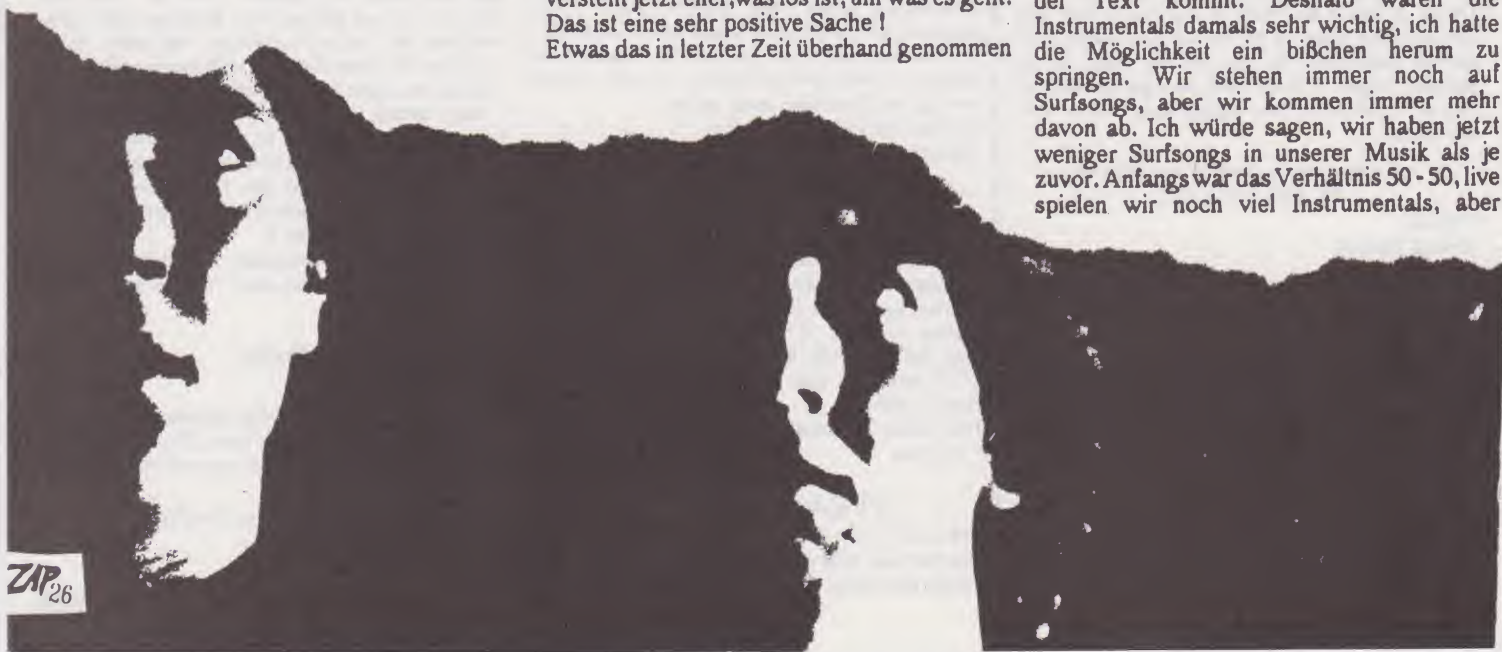 versteht jetzt eher, was los ist, um was es geht.
Das ist eine sehr positive Sache !
Etwas das in letzter Zeit überhand genommen
der Text kommt. Deshalb waren die
Instrumentals damals sehr wichtig, ich hatte
die Möglichkeit ein bißchen herum zu
springen. Wir stehen immer noch auf
Surfsongs, aber wir kommen immer mehr
davon ab. Ich würde sagen, wir haben jetzt
weniger Surfsongs in unserer Musik als je
zuvor. Anfangs war das Verhältnis 50 - 50, live
spielen wir noch viel Instrumentals, aber
ZAP 26